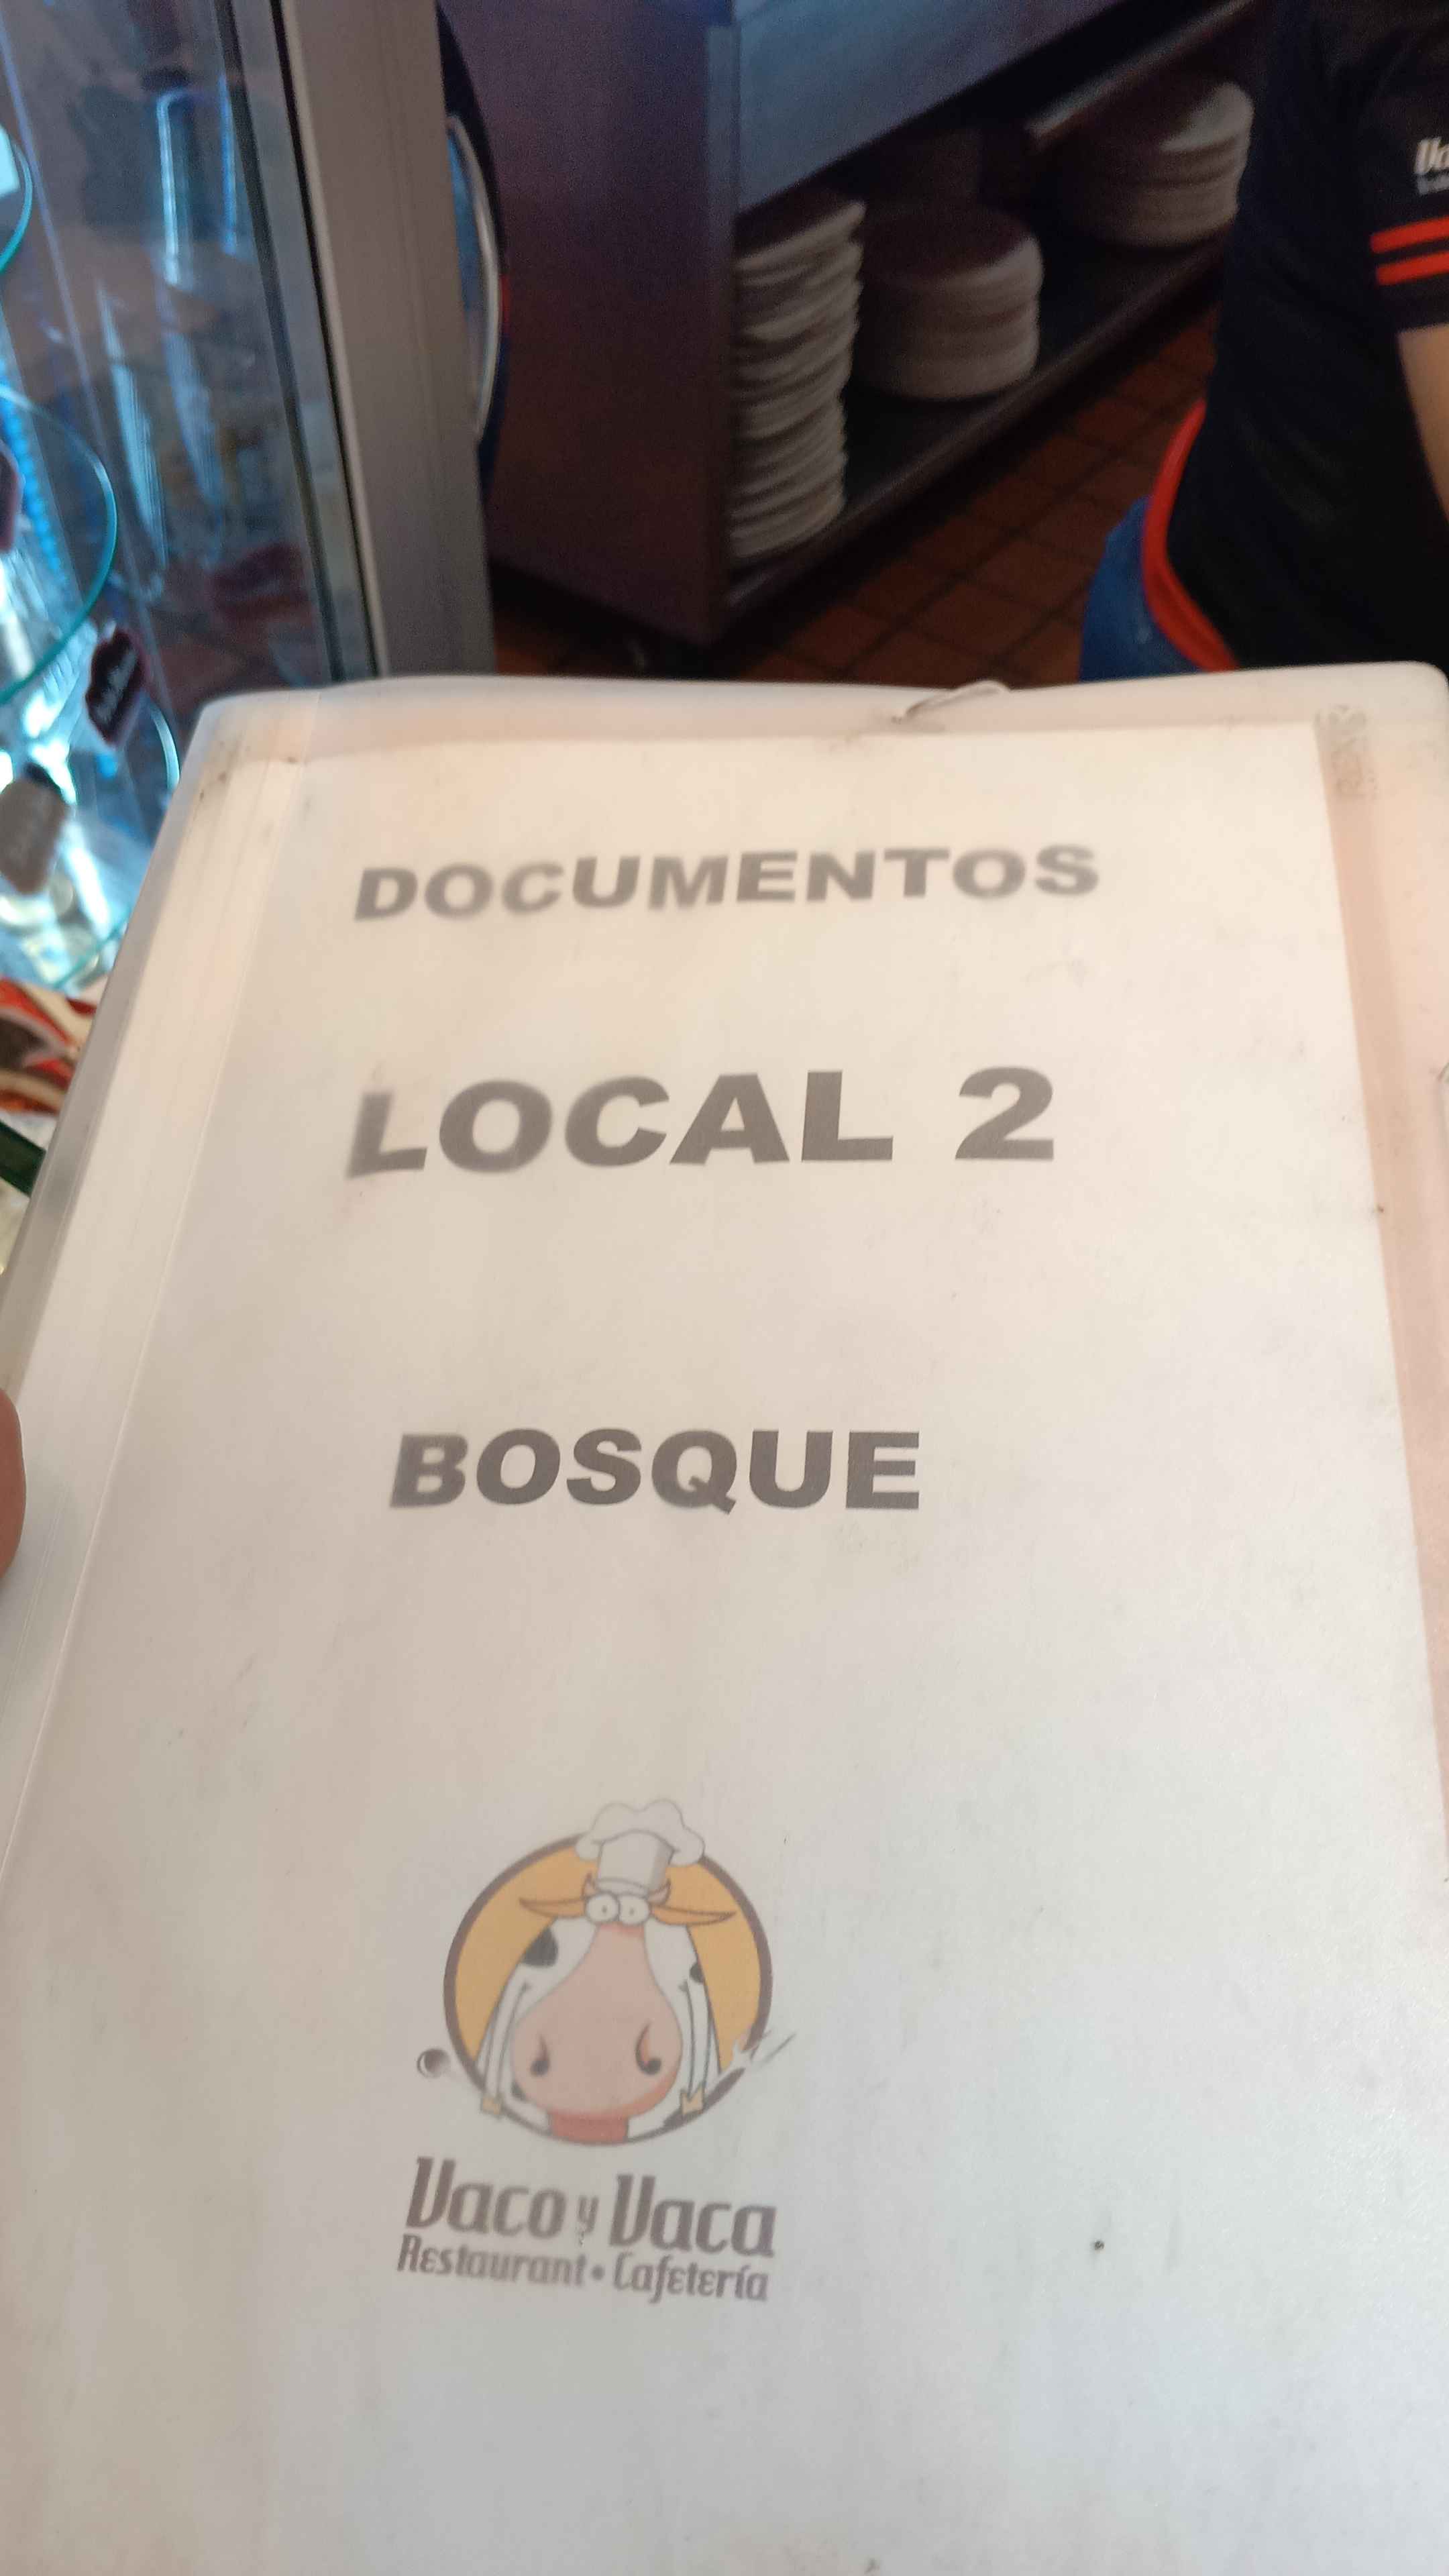 DOCUMENTOS
LOCAL 2
BOSQUE
Vaco y Vaca
Restaurant • Cafetería